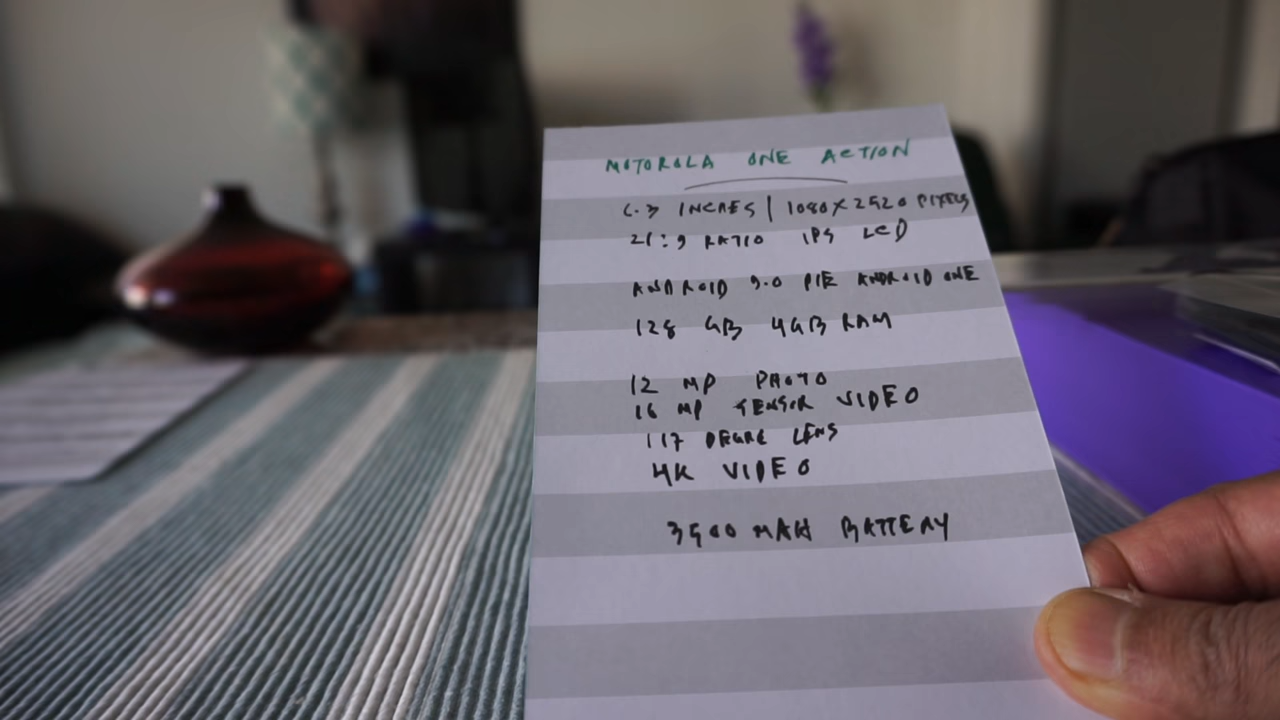 MOTOROLA ONE ACTION
6.3 INCHES | 1080X2520 PIXELS
21:9 RATIO IPS LCD
ANDROID 9.0 PIE ANDROID ONE
128 GB 4GB RAM
12 MP PHOTO
16 MP SENSOR VIDEO
117 DEGRE LENS
4K VIDEO
3500 MAH BATTERY